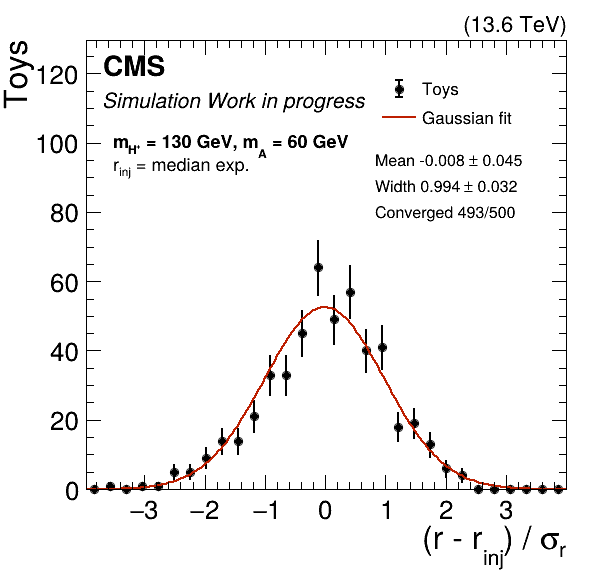 (13.6 TeV)
Toys
CMS
Simulation Work in progress
m_H⁺ = 130 GeV, m_A = 60 GeV
r_inj = median exp.
Toys
Gaussian fit
Mean -0.008 ± 0.045
Width 0.994 ± 0.032
Converged 493/500
120
100
80
60
40
20
0
−3 −2 −1 0 1 2 3
(r - r_inj) / σ_r